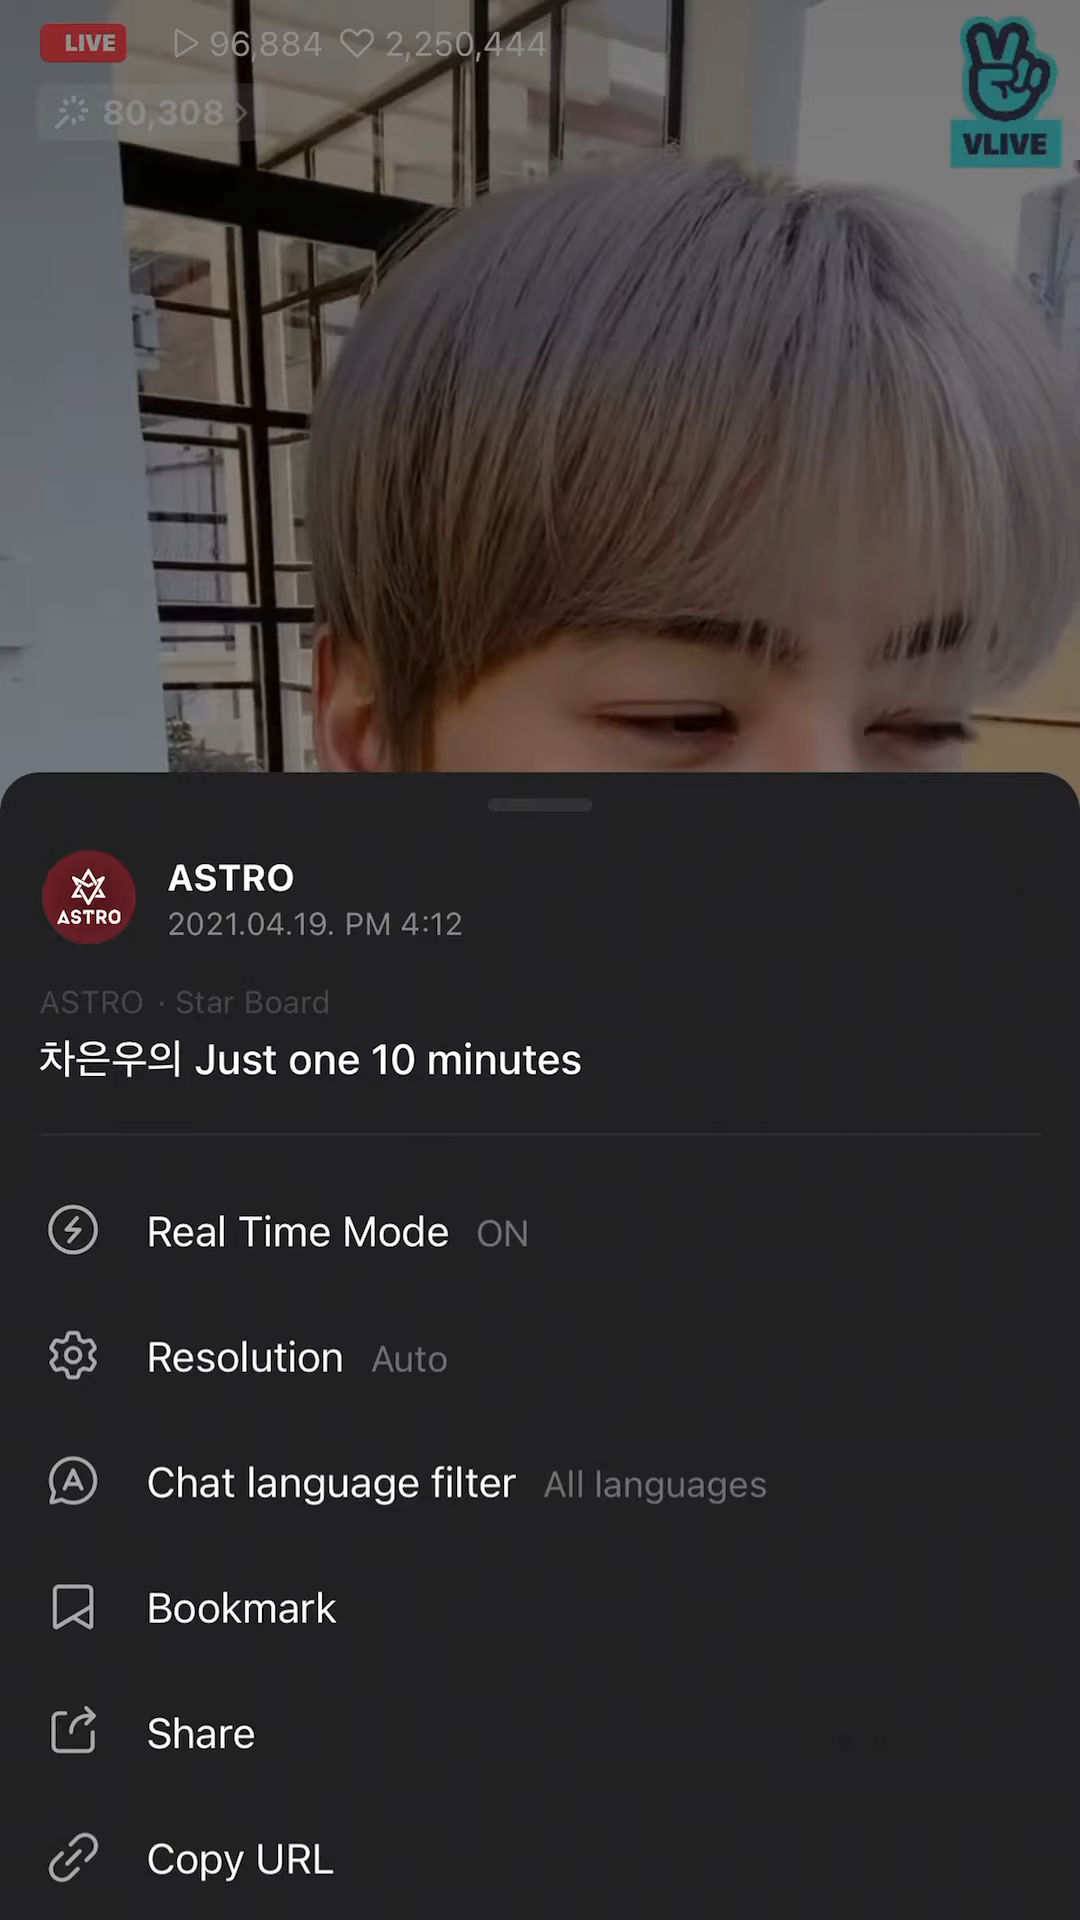 LIVE 96,884 2,250,444
80,308
VLIVE
ASTRO
ASTRO
2021.04.19. PM 4:12
ASTRO · Star Board
차은우의 Just one 10 minutes
Real Time Mode ON
Resolution Auto
Chat language filter All languages
Bookmark
Share
Copy URL